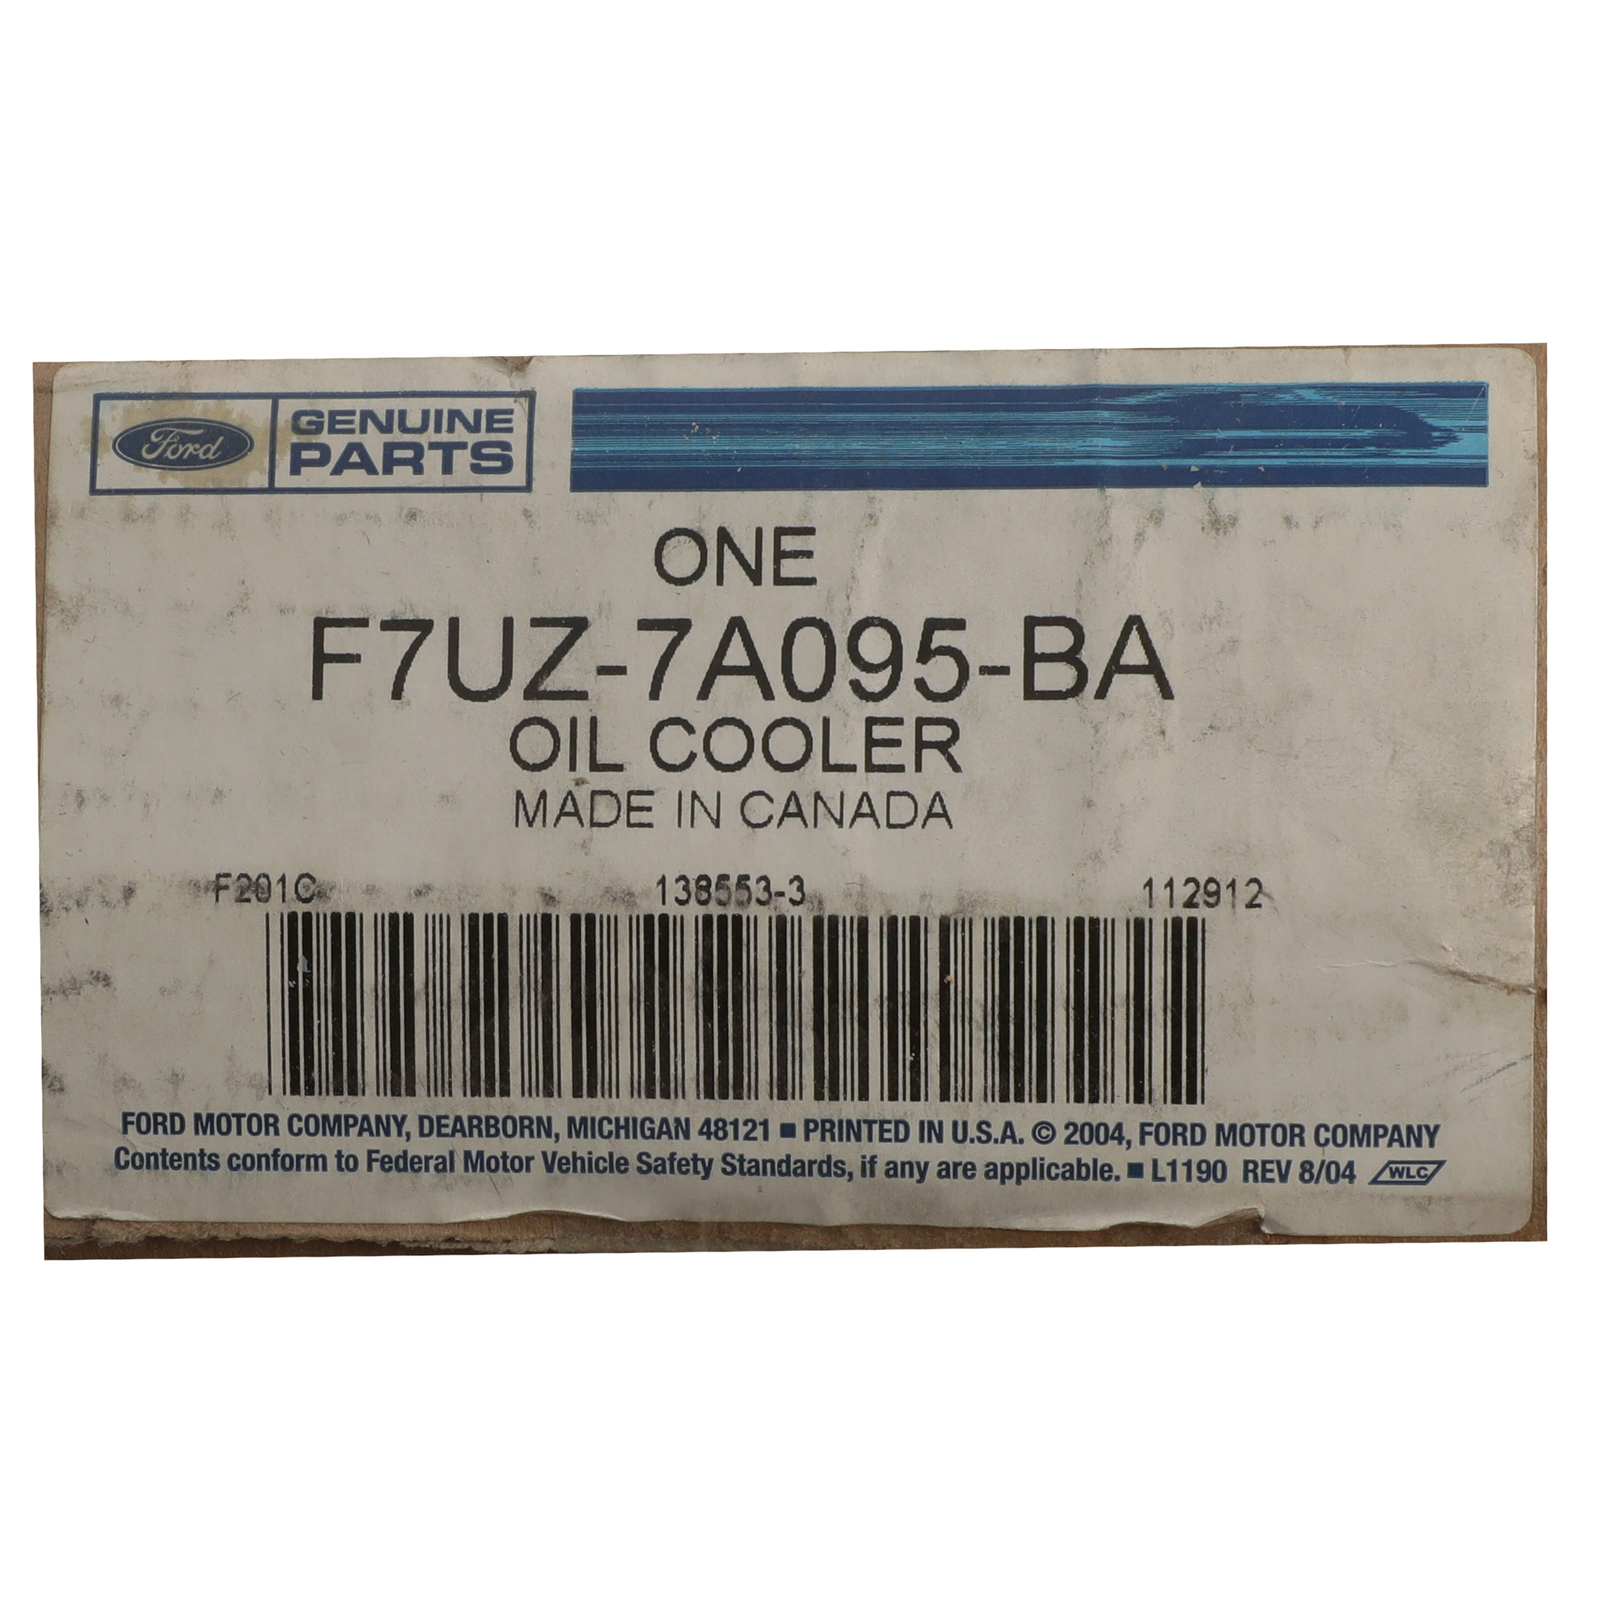 Ford
GENUINE
PARTS
ONE
F7UZ-7A095-BA
OIL COOLER
MADE IN CANADA
F201C 138553-3 112912
FORD MOTOR COMPANY, DEARBORN, MICHIGAN 48121 ■ PRINTED IN U.S.A. © 2004, FORD MOTOR COMPANY
Contents conform to Federal Motor Vehicle Safety Standards, if any are applicable. ■ L1190 REV 8/04 WLC